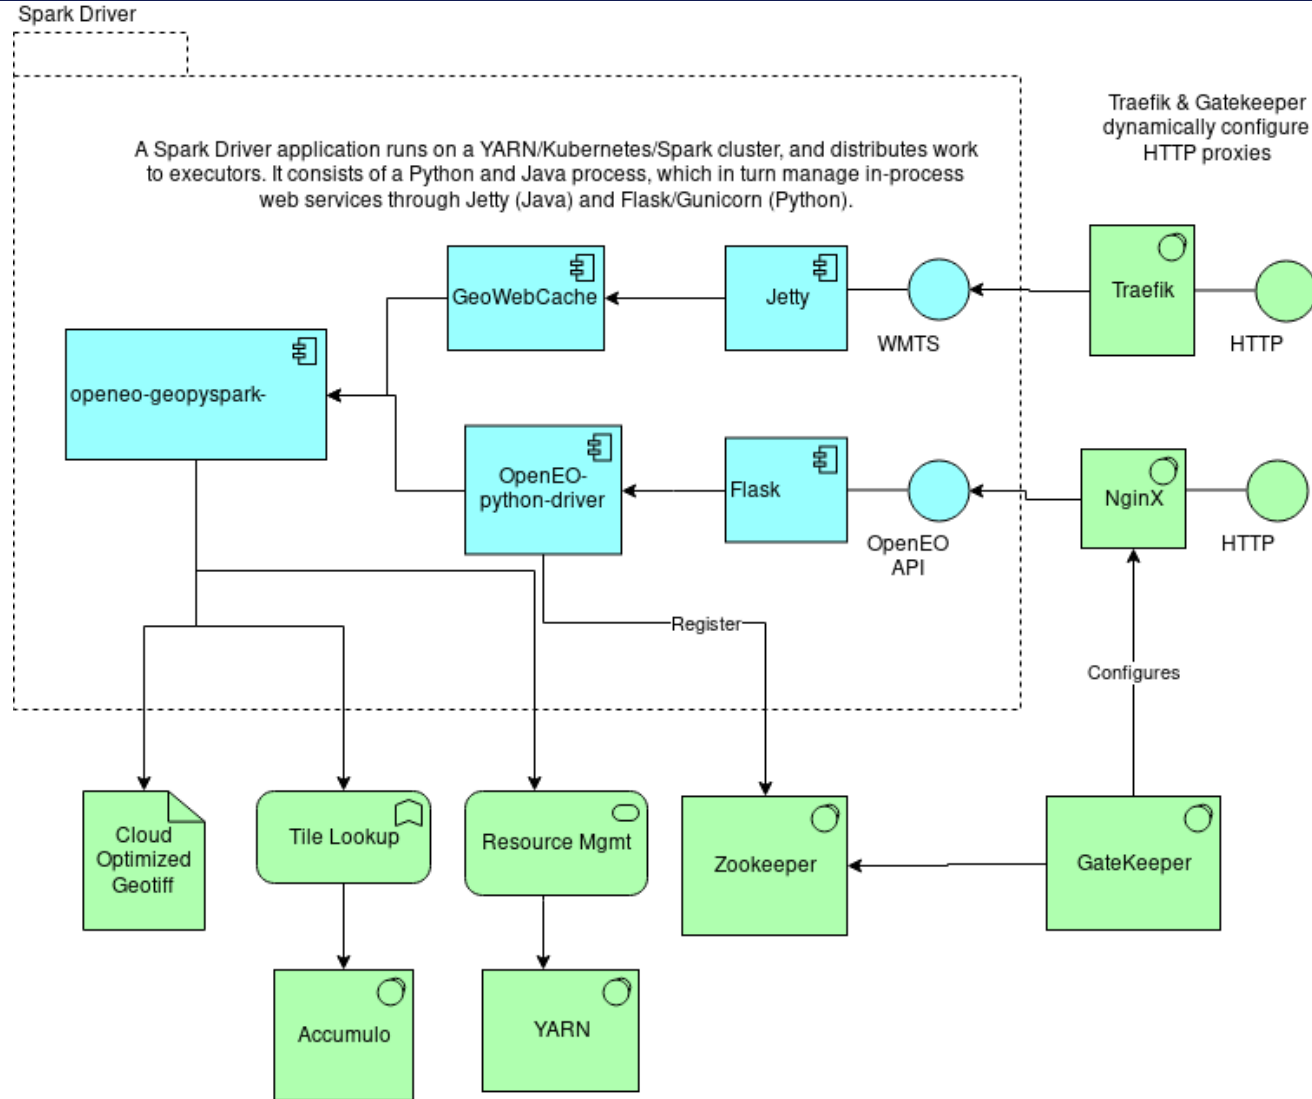 Spark Driver
Traefik & Gatekeeper
dynamically configure
HTTP proxies
A Spark Driver application runs on a YARN/Kubernetes/Spark cluster, and distributes work
to executors. It consists of a Python and Java process, which in turn manage in-process
web services through Jetty (Java) and Flask/Gunicorn (Python).
GeoWebCache
Jetty
WMTS
Traefik
HTTP
openeo-geopyspark-
OpenEO-
python-driver
Flask
OpenEO
API
NginX
HTTP
Register
Configures
Cloud
Optimized
Geotiff
Tile Lookup
Resource Mgmt
Zookeeper
GateKeeper
Accumulo
YARN